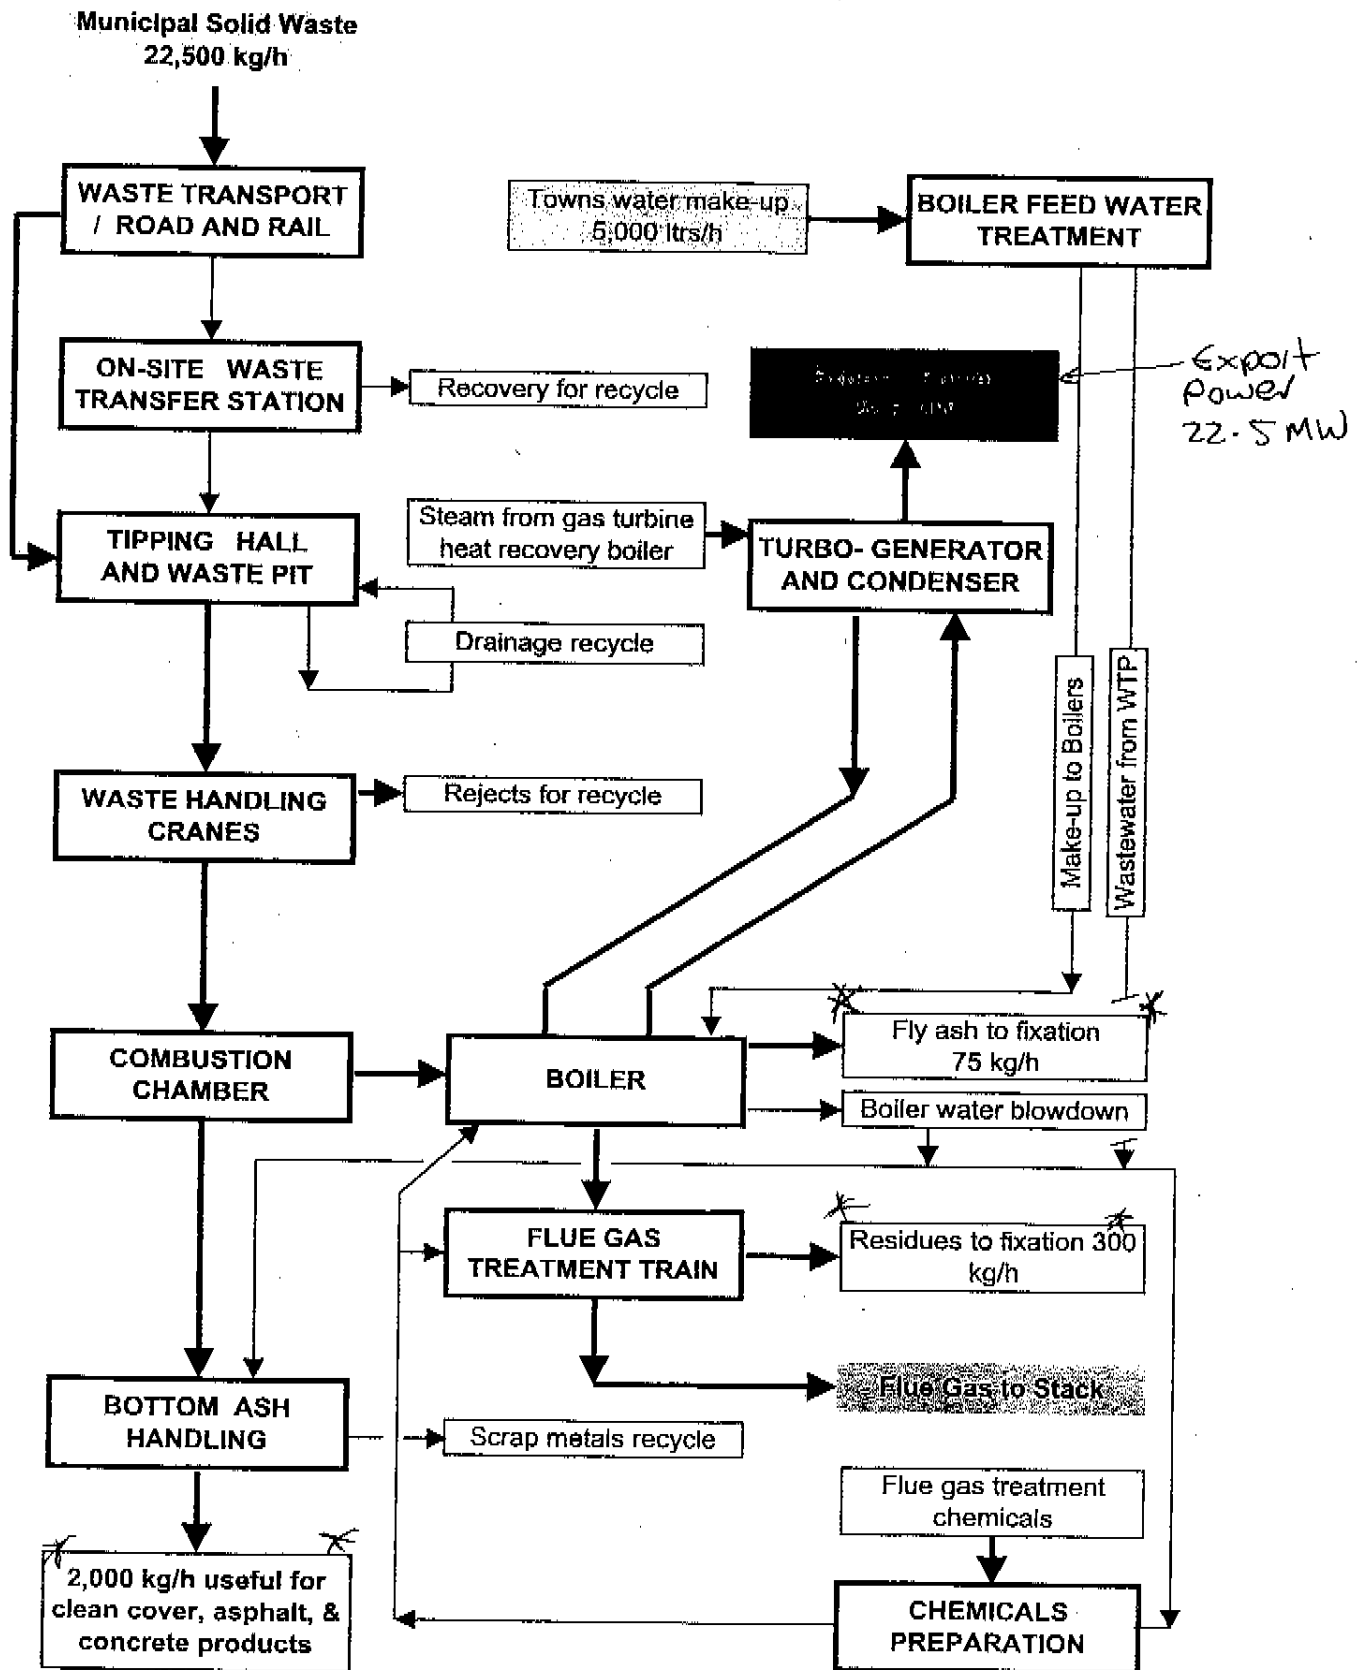 Municipal Solid Waste
22,500 kg/h
WASTE TRANSPORT
/ ROAD AND RAIL
Towns water make-up
5,000 ltrs/h
BOILER FEED WATER
TREATMENT
ON-SITE WASTE
TRANSFER STATION
Recovery for recycle
Export
Power
22.5 MW
TIPPING HALL
AND WASTE PIT
Steam from gas turbine
heat recovery boiler
TURBO- GENERATOR
AND CONDENSER
Drainage recycle
Make-up to Boilers
Wastewater from WTP
WASTE HANDLING
CRANES
Rejects for recycle
COMBUSTION
CHAMBER
BOILER
Fly ash to fixation
75 kg/h
Boiler water blowdown
FLUE GAS
TREATMENT TRAIN
Residues to fixation 300
kg/h
Flue Gas to Stack
BOTTOM ASH
HANDLING
Scrap metals recycle
Flue gas treatment
chemicals
2,000 kg/h useful for
clean cover, asphalt, &
concrete products
CHEMICALS
PREPARATION